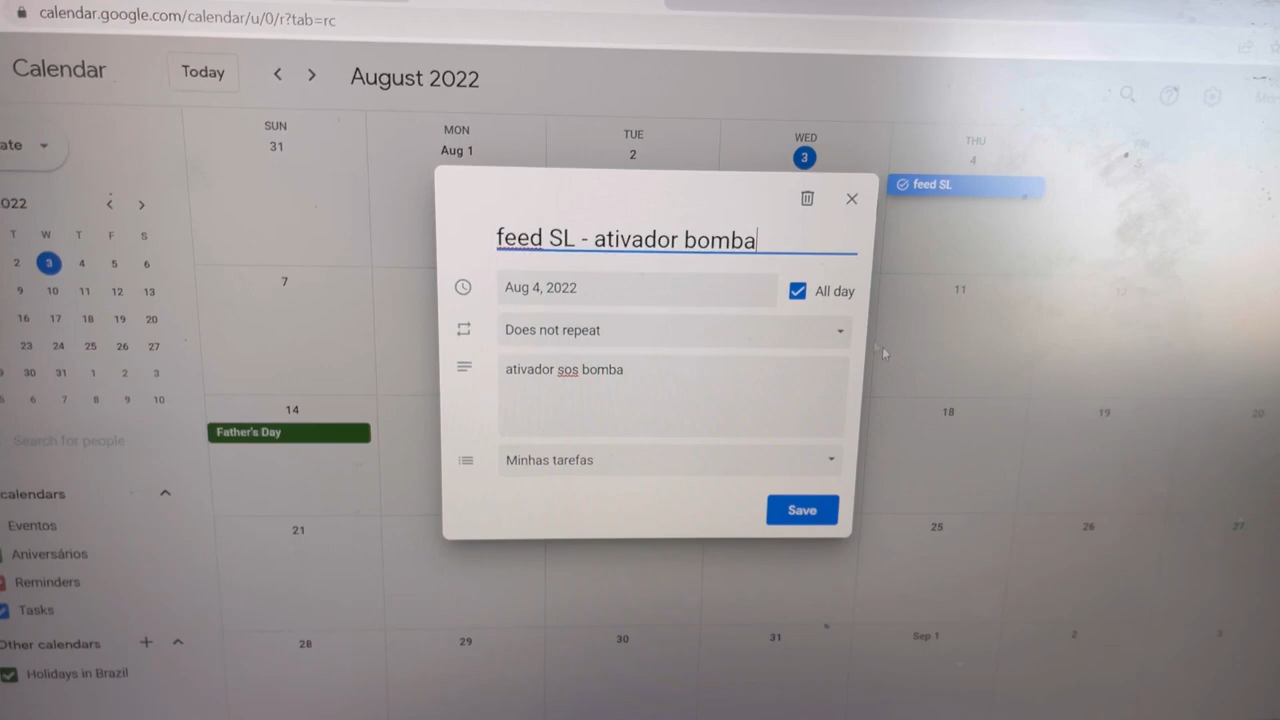 calendar.google.com/calendar/u/0/r?tab=rc
Calendar
Today
August 2022
SUN
31
MON
Aug 1
TUE
2
WED
3
THU
4
5
feed SL
ate
022
T W T F S
2 3 4 5 6
9 10 11 12 13
16 17 18 19 20
23 24 25 26 27
30 31 1 2 3
6 7 8 9 10
Search for people
calendars
Eventos
Aniversários
Reminders
Tasks
Other calendars
Holidays in Brazil
feed SL - ativador bomba
Aug 4, 2022
All day
Does not repeat
ativador sos bomba
Minhas tarefas
Save
7
11
12
14
Father's Day
18
19
20
21
25
26
27
28
29
30
31
Sep 1
2
3